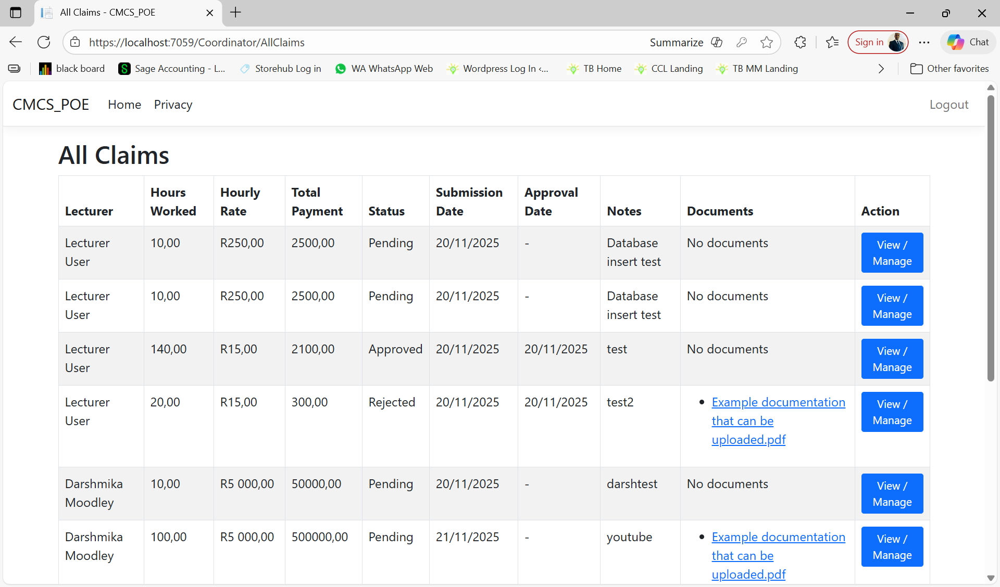 All Claims - CMCS_POE
https://localhost:7059/Coordinator/AllClaims
Summarize
Sign in
Chat
black board
Sage Accounting - L...
Storehub Log in
WA WhatsApp Web
Wordpress Log In ‹...
TB Home
CCL Landing
TB MM Landing
Other favorites
CMCS_POE Home Privacy Logout
All Claims
Lecturer Hours Worked Hourly Rate Total Payment Status Submission Date Approval Date Notes Documents Action
Lecturer User 10,00 R250,00 2500,00 Pending 20/11/2025 - Database insert test No documents View / Manage
Lecturer User 10,00 R250,00 2500,00 Pending 20/11/2025 - Database insert test No documents View / Manage
Lecturer User 140,00 R15,00 2100,00 Approved 20/11/2025 20/11/2025 test No documents View / Manage
Lecturer User 20,00 R15,00 300,00 Rejected 20/11/2025 20/11/2025 test2 Example documentation that can be uploaded.pdf View / Manage
Darshmika Moodley 10,00 R5 000,00 50000,00 Pending 20/11/2025 - darshtest No documents View / Manage
Darshmika Moodley 100,00 R5 000,00 500000,00 Pending 21/11/2025 - youtube Example documentation that can be uploaded.pdf View / Manage